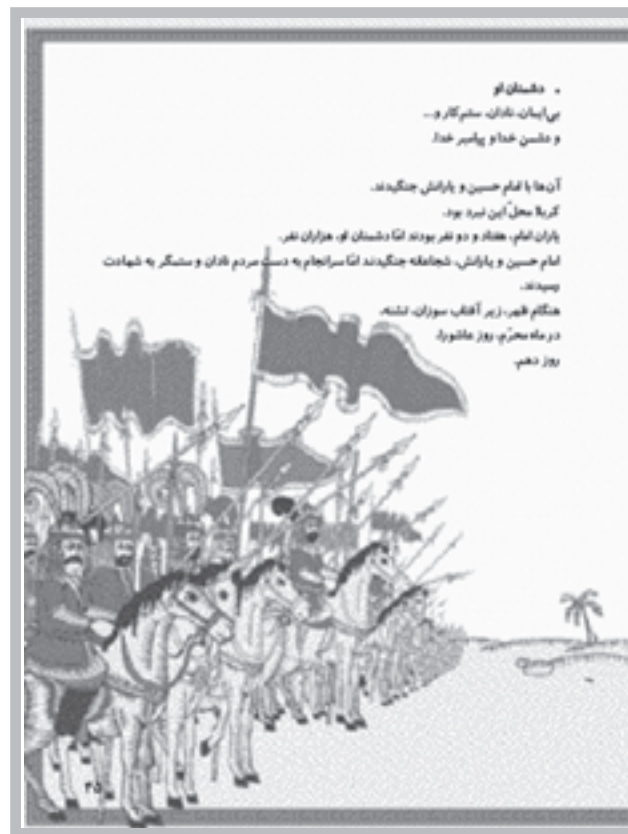 • دشمنان او
بی‌ایمان، نادان، ستم‌کار و...
و دشمن خدا و پیامبر خدا.
آن‌ها با امام حسین و یارانش جنگیدند.
کربلا محلّ این نبرد بود.
یاران امام، هفتاد و دو نفر بودند امّا دشمنان او، هزاران نفر.
امام حسین و یارانش، شجاعانه جنگیدند امّا سرانجام به دست مردم نادان و ستمگر به شهادت
رسیدند.
هنگام ظهر، زیر آفتاب سوزان، تشنه.
در ماه محرّم، روز عاشورا.
روز دهم.
۴۵